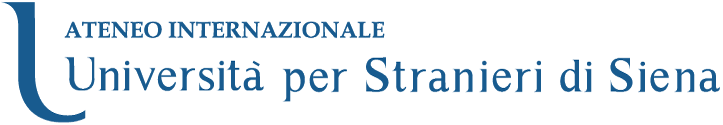 ATENEO INTERNAZIONALE
Università per Stranieri di Siena